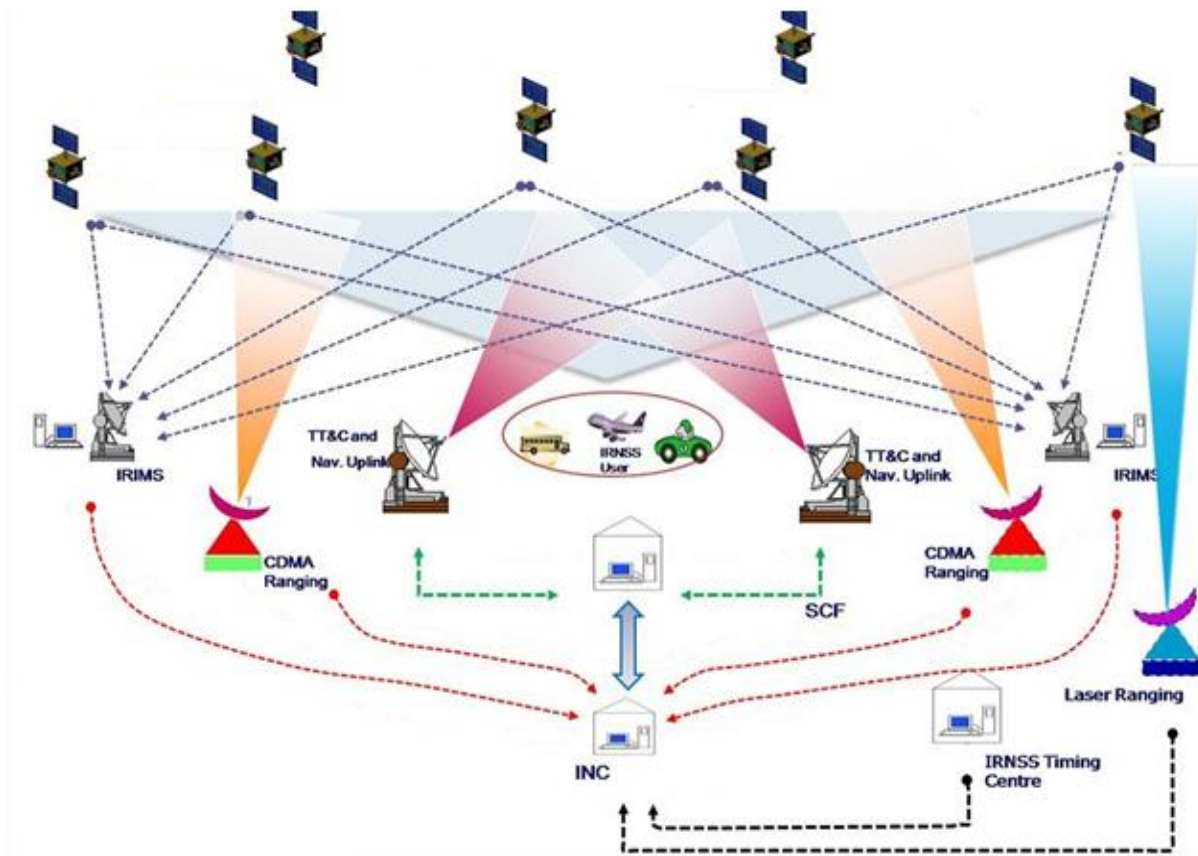 TT&C and
Nav. Uplink
IRNSS
User
TT&C and
Nav. Uplink
IRIMS
IRIMS
CDMA
Ranging
CDMA
Ranging
SCF
Laser Ranging
INC
IRNSS Timing
Centre